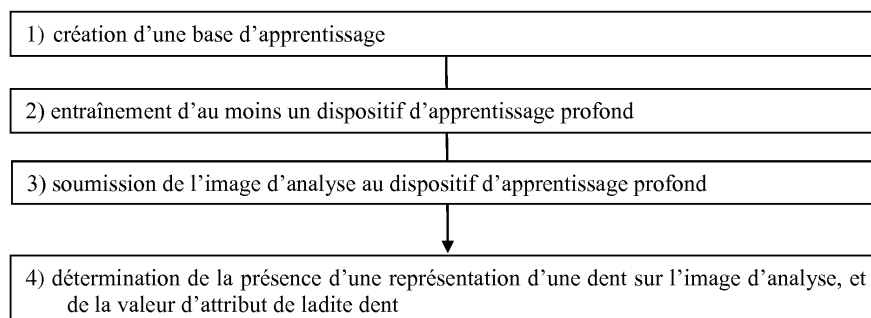 1) création d’une base d’apprentissage
2) entraînement d’au moins un dispositif d’apprentissage profond
3) soumission de l’image d’analyse au dispositif d’apprentissage profond
4) détermination de la présence d’une représentation d’une dent sur l’image d’analyse, et
de la valeur d’attribut de ladite dent